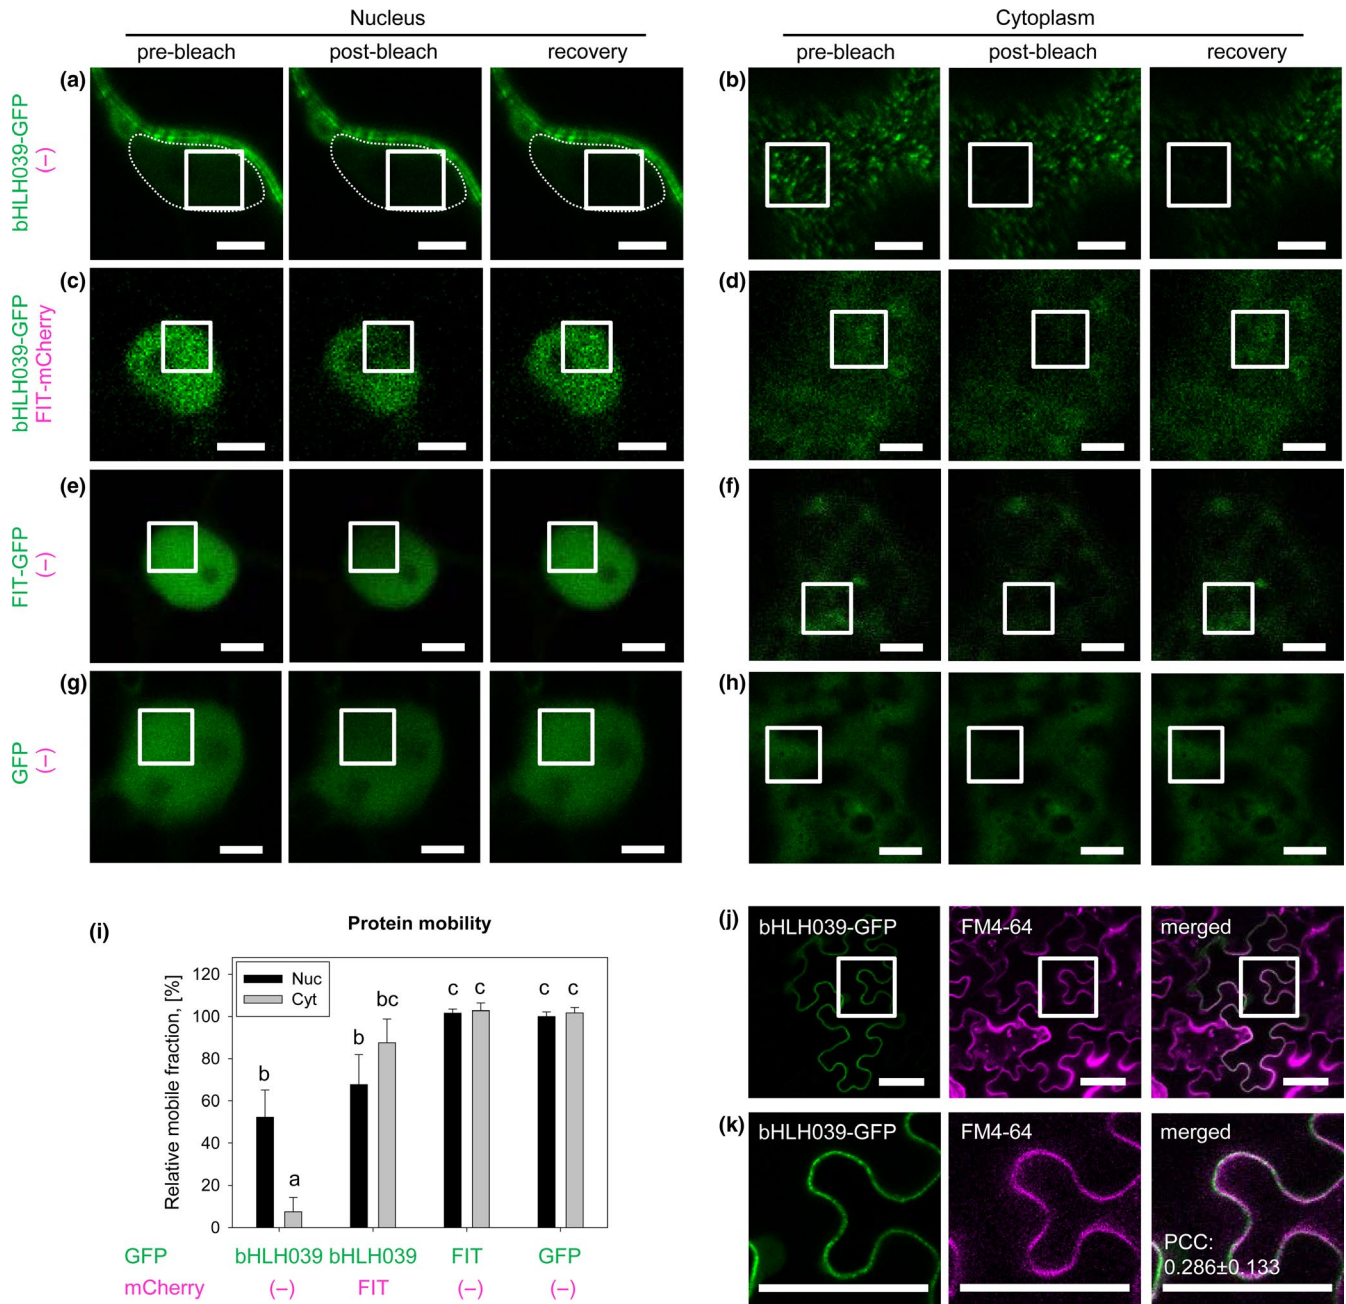 Nucleus
Cytoplasm
pre-bleach post-bleach recovery
pre-bleach post-bleach recovery
(a)
(b)
bHLH039-GFP
(–)
(c)
(d)
bHLH039-GFP
FIT-mCherry
(e)
(f)
FIT-GFP
(–)
(g)
(h)
GFP
(–)
(i)
Protein mobility
Relative mobile fraction, [%]
120
100
80
60
40
20
0
Nuc
Cyt
b
a
b
bc
c
c
c
c
GFP bHLH039 bHLH039 FIT GFP
mCherry (–) FIT (–) (–)
(j)
bHLH039-GFP FM4-64 merged
(k)
bHLH039-GFP FM4-64 merged
PCC:
0.286±0.133